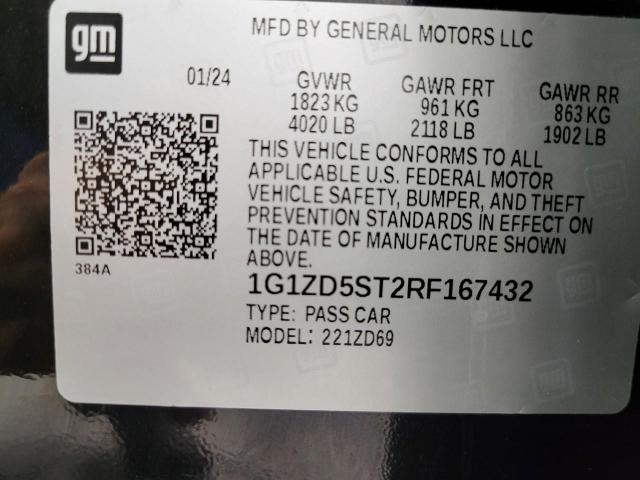 gm
MFD BY GENERAL MOTORS LLC
01/24
GVWR
1823 KG
4020 LB
GAWR FRT
961 KG
2118 LB
GAWR RR
863 KG
1902 LB
THIS VEHICLE CONFORMS TO ALL
APPLICABLE U.S. FEDERAL MOTOR
VEHICLE SAFETY, BUMPER, AND THEFT
PREVENTION STANDARDS IN EFFECT ON
THE DATE OF MANUFACTURE SHOWN
ABOVE.
384A
1G1ZD5ST2RF167432
TYPE: PASS CAR
MODEL: 221ZD69